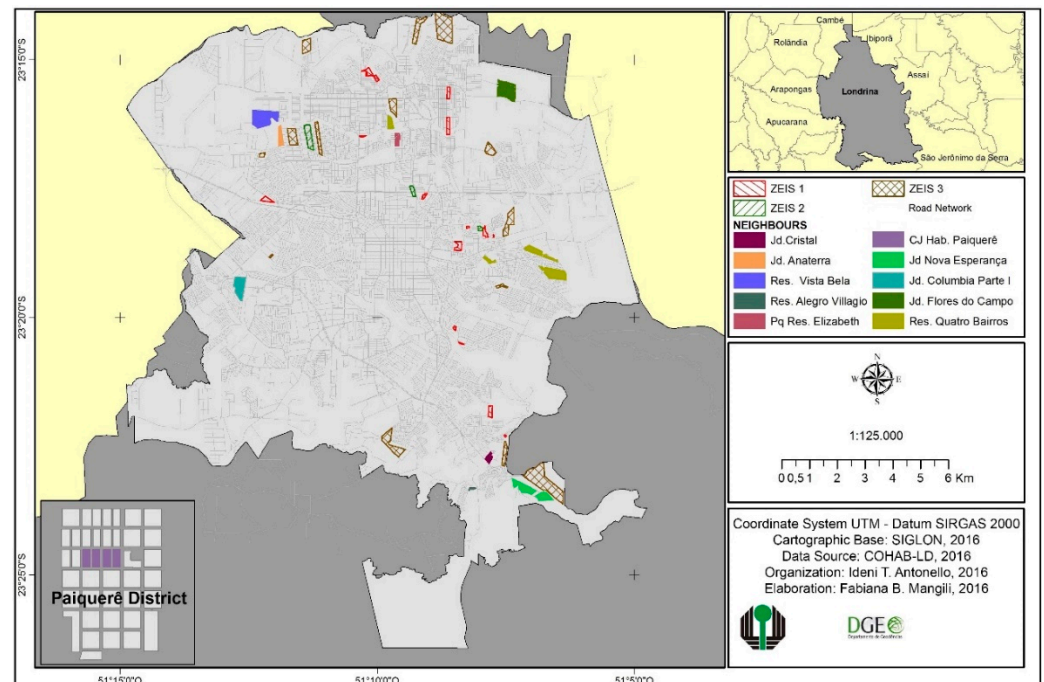 23°15'0"S
23°20'0"S
23°25'0"S
51°15'0"O
51°10'0"O
51°5'0"O
Paiquerê District
Cambé
Rolândia
Ibiporã
Assaí
Arapongas
Londrina
Apucarana
São Jerônimo da Serra
ZEIS 1
ZEIS 3
ZEIS 2
Road Network
NEIGHBOURS
Jd.Cristal
CJ Hab. Paiquerê
Jd. Anaterra
Jd Nova Esperança
Res. Vista Bela
Jd. Columbia Parte I
Res. Alegro Villagio
Jd. Flores do Campo
Pq Res. Elizabeth
Res. Quatro Bairros
N
W
E
S
1:125.000
0 0,5 1 2 3 4 5 6 Km
Coordinate System UTM - Datum SIRGAS 2000
Cartographic Base: SIGLON, 2016
Data Source: COHAB-LD, 2016
Organization: Ideni T. Antonello, 2016
Elaboration: Fabiana B. Mangili, 2016
DGE
Departamento de Geociências